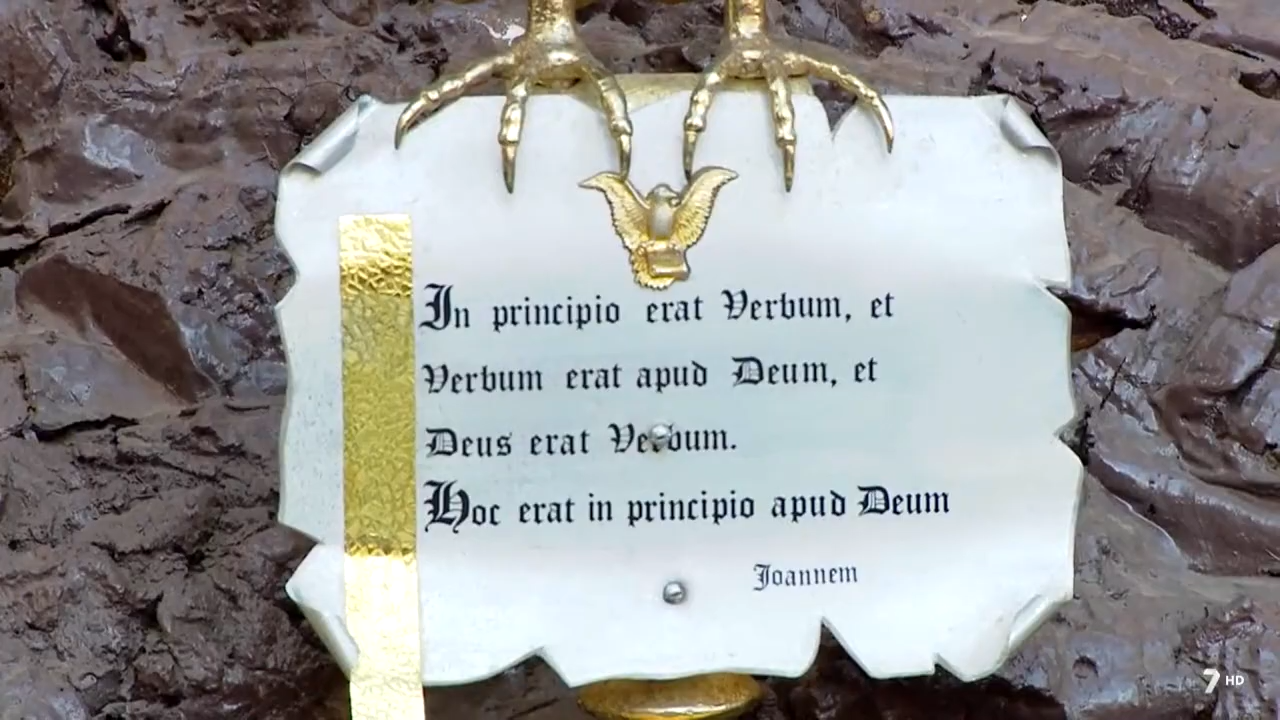 In principio erat Verbum, et
Verbum erat apud Deum, et
Deus erat Verbum.
Hoc erat in principio apud Deum
Joannem
7 HD